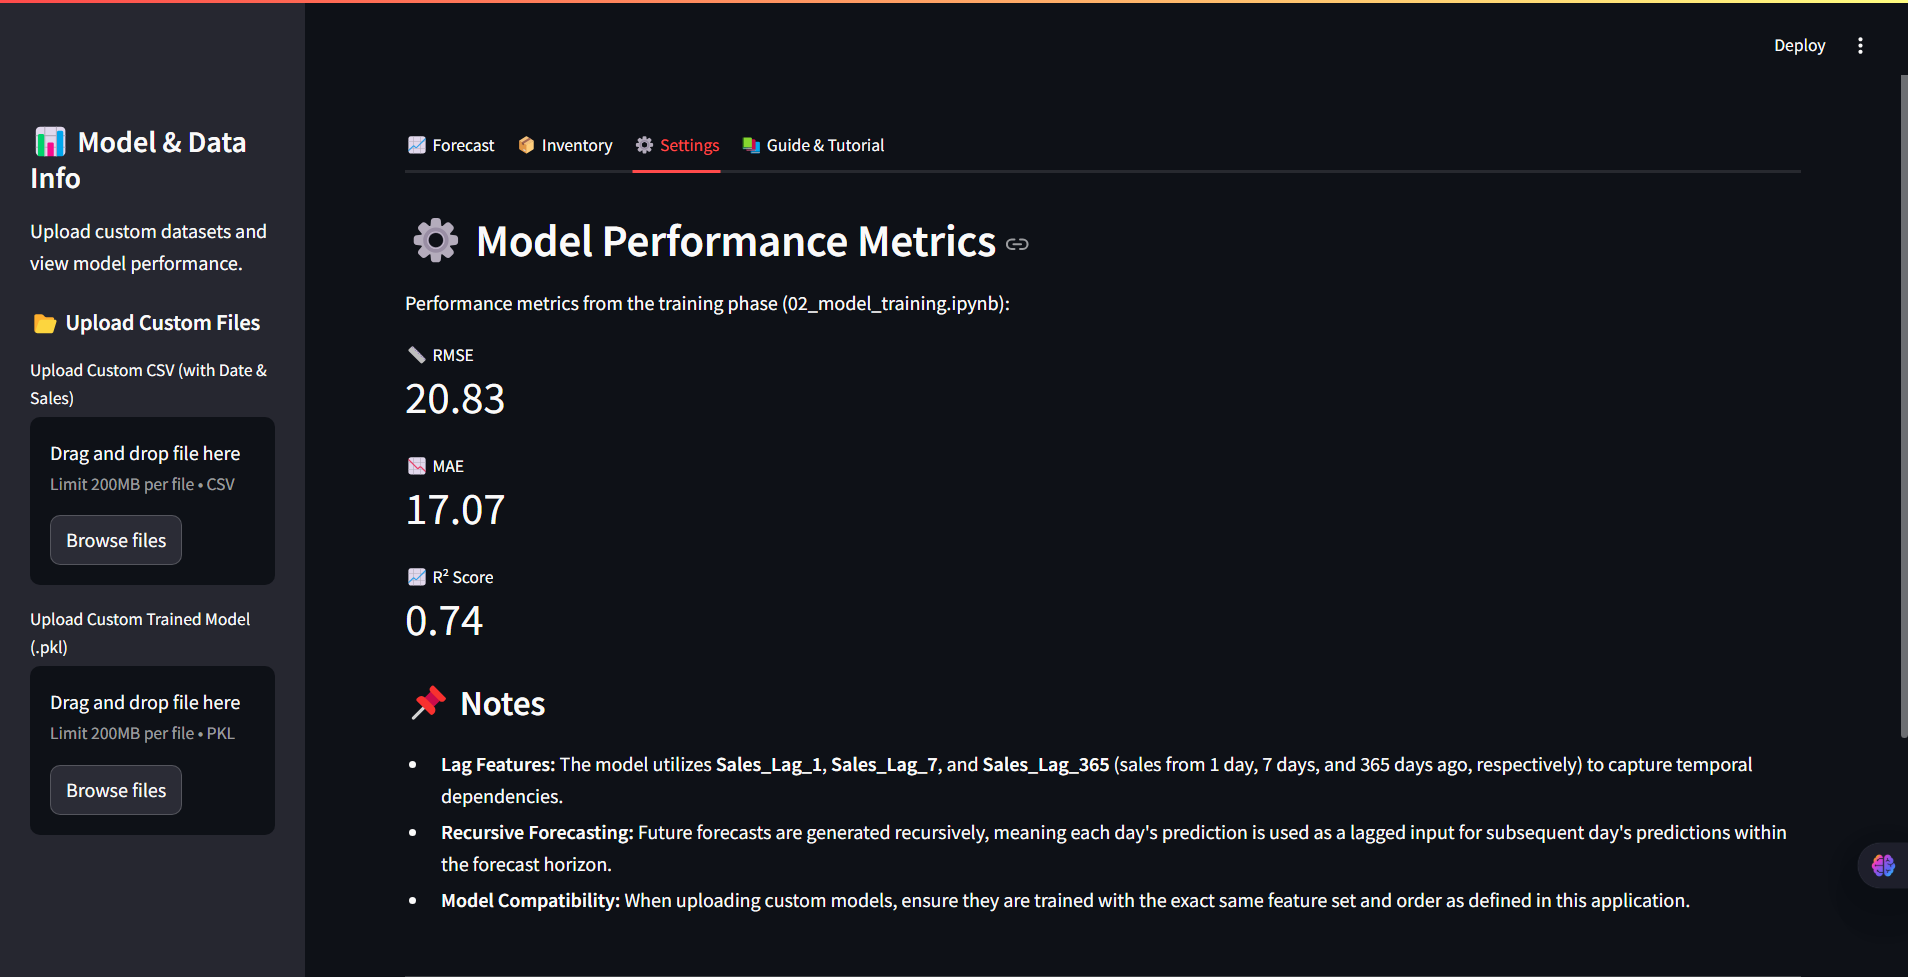 Deploy
Model & Data
Info
Upload custom datasets and
view model performance.
Upload Custom Files
Upload Custom CSV (with Date &
Sales)
Drag and drop file here
Limit 200MB per file • CSV
Browse files
Upload Custom Trained Model
(.pkl)
Drag and drop file here
Limit 200MB per file • PKL
Browse files
Forecast Inventory Settings Guide & Tutorial
Model Performance Metrics
Performance metrics from the training phase (02_model_training.ipynb):
RMSE
20.83
MAE
17.07
R² Score
0.74
Notes
• Lag Features: The model utilizes Sales_Lag_1, Sales_Lag_7, and Sales_Lag_365 (sales from 1 day, 7 days, and 365 days ago, respectively) to capture temporal
dependencies.
• Recursive Forecasting: Future forecasts are generated recursively, meaning each day's prediction is used as a lagged input for subsequent day's predictions within
the forecast horizon.
• Model Compatibility: When uploading custom models, ensure they are trained with the exact same feature set and order as defined in this application.